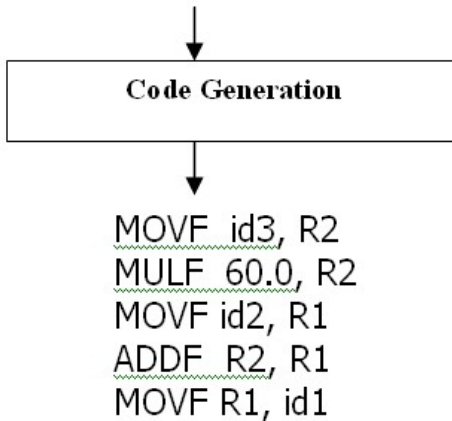 Code Generation
MOVF id3, R2
MULF 60.0, R2
MOVF id2, R1
ADDF R2, R1
MOVF R1, id1